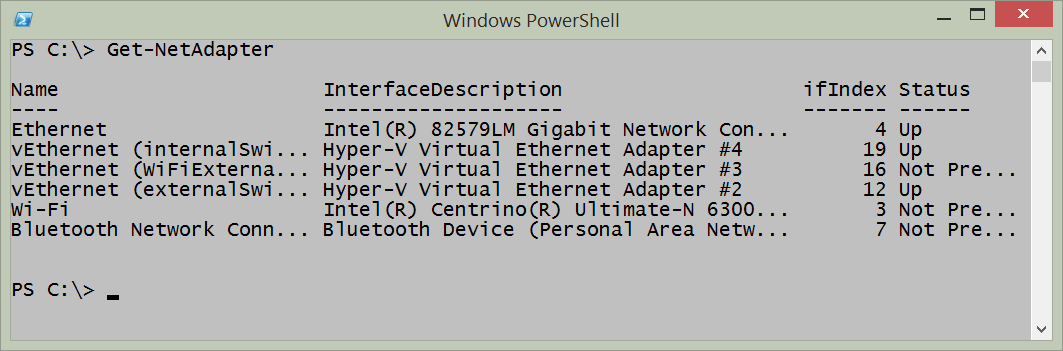 Windows PowerShell
PS C:\> Get-NetAdapter
Name InterfaceDescription ifIndex Status
---- -------------------- ------- ------
Ethernet Intel(R) 82579LM Gigabit Network Con... 4 Up
vEthernet (internalSwi... Hyper-V Virtual Ethernet Adapter #4 19 Up
vEthernet (WiFiExterna... Hyper-V Virtual Ethernet Adapter #3 16 Not Pre...
vEthernet (externalSwi... Hyper-V Virtual Ethernet Adapter #2 12 Up
Wi-Fi Intel(R) Centrino(R) Ultimate-N 6300... 3 Not Pre...
Bluetooth Network Conn... Bluetooth Device (Personal Area Netw... 7 Not Pre...
PS C:\>